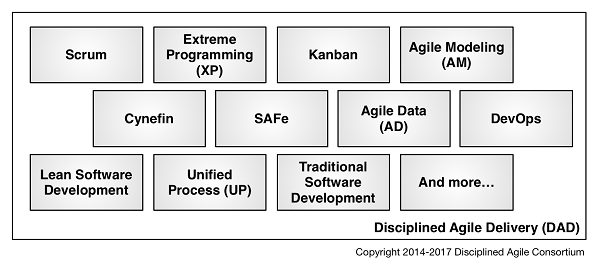 Scrum
Extreme
Programming
(XP)
Kanban
Agile Modeling
(AM)
Cynefin
SAFe
Agile Data
(AD)
DevOps
Lean Software
Development
Unified
Process (UP)
Traditional
Software
Development
And more...
Disciplined Agile Delivery (DAD)
Copyright 2014-2017 Disciplined Agile Consortium